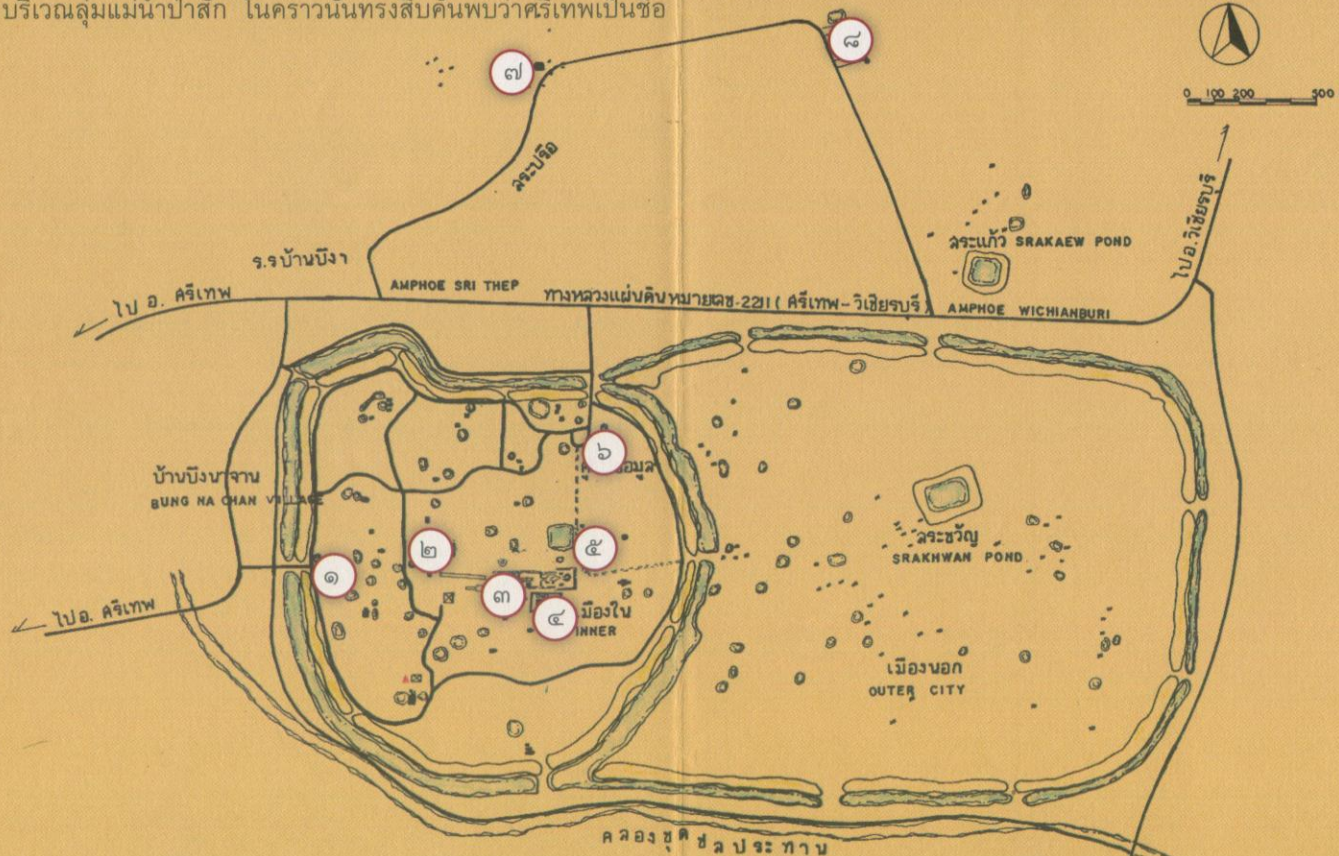 บริเวณลุ่มแม่น้ำป่าสัก ในคราวนั้นทรงสืบค้นพบว่าศรีเทพเป็นชื่อ
๗
๘
0 100 200 500
สระปรือ
สระแก้ว SRAKAEW POND
ไป อ.วิเชียรบุรี
ร.ร บ้านบึงฯ
ไป อ. ศรีเทพ
AMPHOE SRI THEP
ทางหลวงแผ่นดินหมายเลข-2211 ( ศรีเทพ-วิเชียรบุรี )
AMPHOE WICHIANBURI
๖
บ้านบึงนาจาน
BUNG NA CHAN VILLAGE
สระขวัญ
SRAKHWAN POND
๑
๒
๓
๔
๕
เมืองใน
INNER
ไป อ. ศรีเทพ
เมืองนอก
OUTER CITY
คลองขุดชลประทาน